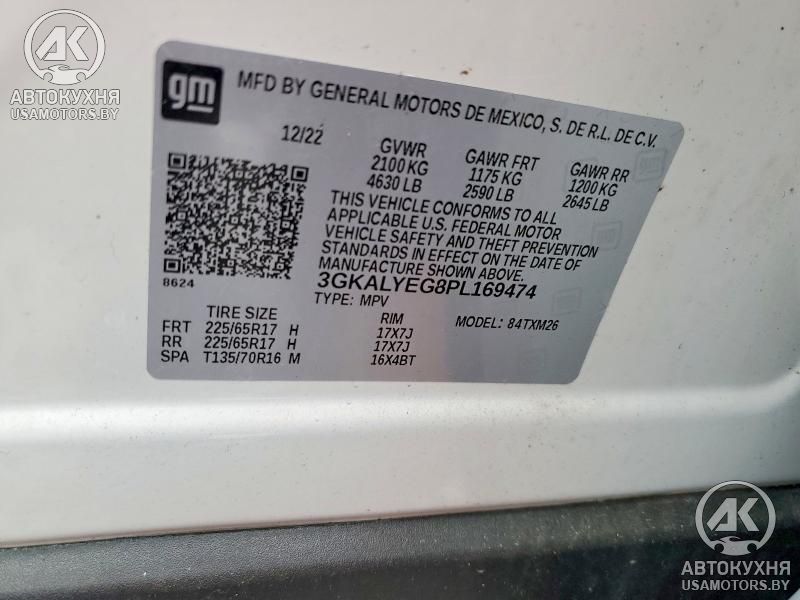 AK
АВТОКУХНЯ
USAMOTORS.BY
gm
MFD BY GENERAL MOTORS DE MEXICO, S. DE R.L. DE C.V.
12/22 GVWR GAWR FRT GAWR RR
2100 KG 1175 KG 1200 KG
4630 LB 2590 LB 2645 LB
THIS VEHICLE CONFORMS TO ALL
APPLICABLE U.S. FEDERAL MOTOR
VEHICLE SAFETY AND THEFT PREVENTION
STANDARDS IN EFFECT ON THE DATE OF
MANUFACTURE SHOWN ABOVE.
8624
3GKALYEG8PL169474
TYPE: MPV MODEL: 84TXM26
TIRE SIZE RIM
FRT 225/65R17 H 17X7J
RR 225/65R17 H 17X7J
SPA T135/70R16 M 16X4BT
AK
АВТОКУХНЯ
USAMOTORS.BY